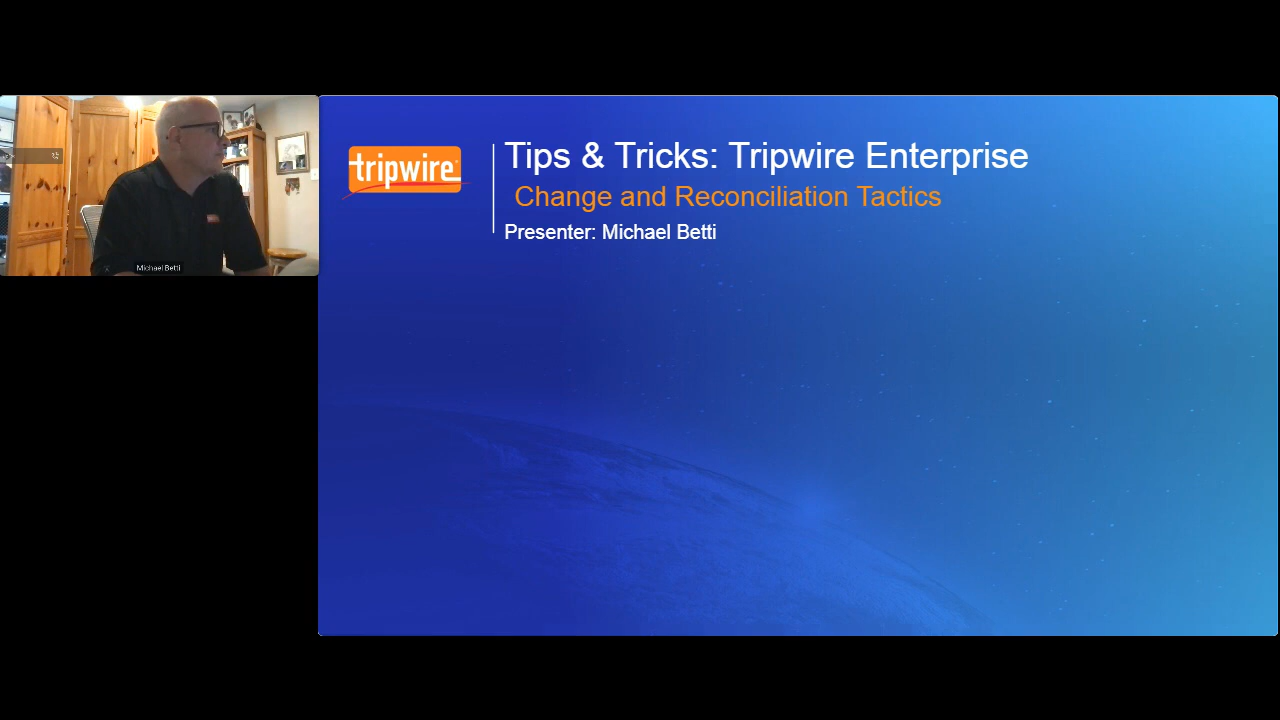 Michael Betti
tripwire
Tips & Tricks: Tripwire Enterprise
Change and Reconciliation Tactics
Presenter: Michael Betti